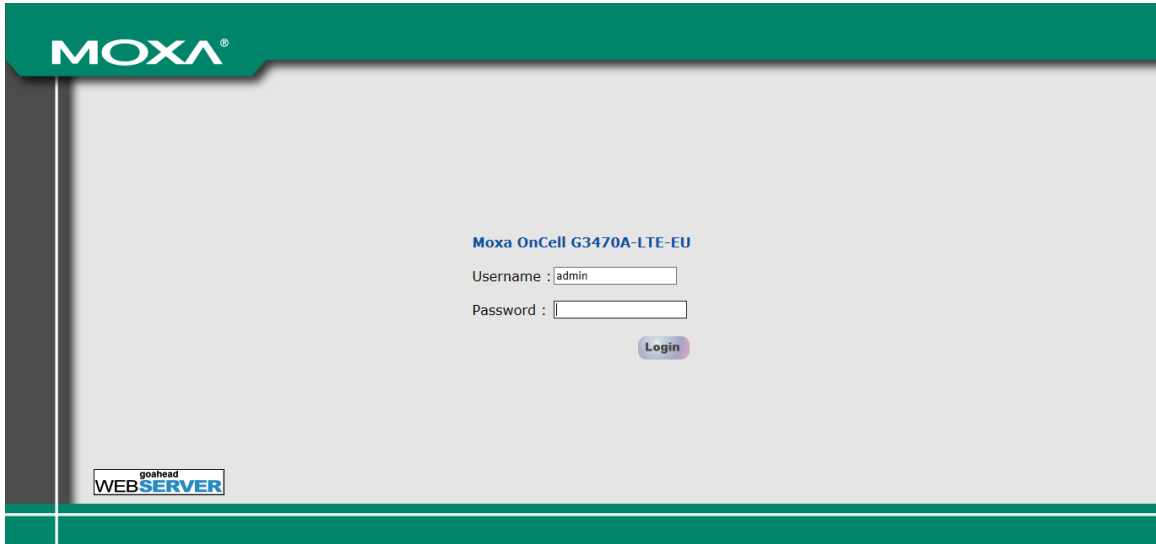 MOXA®
Moxa OnCell G3470A-LTE-EU
Username : admin
Password :
Login
goahead
WEBSERVER